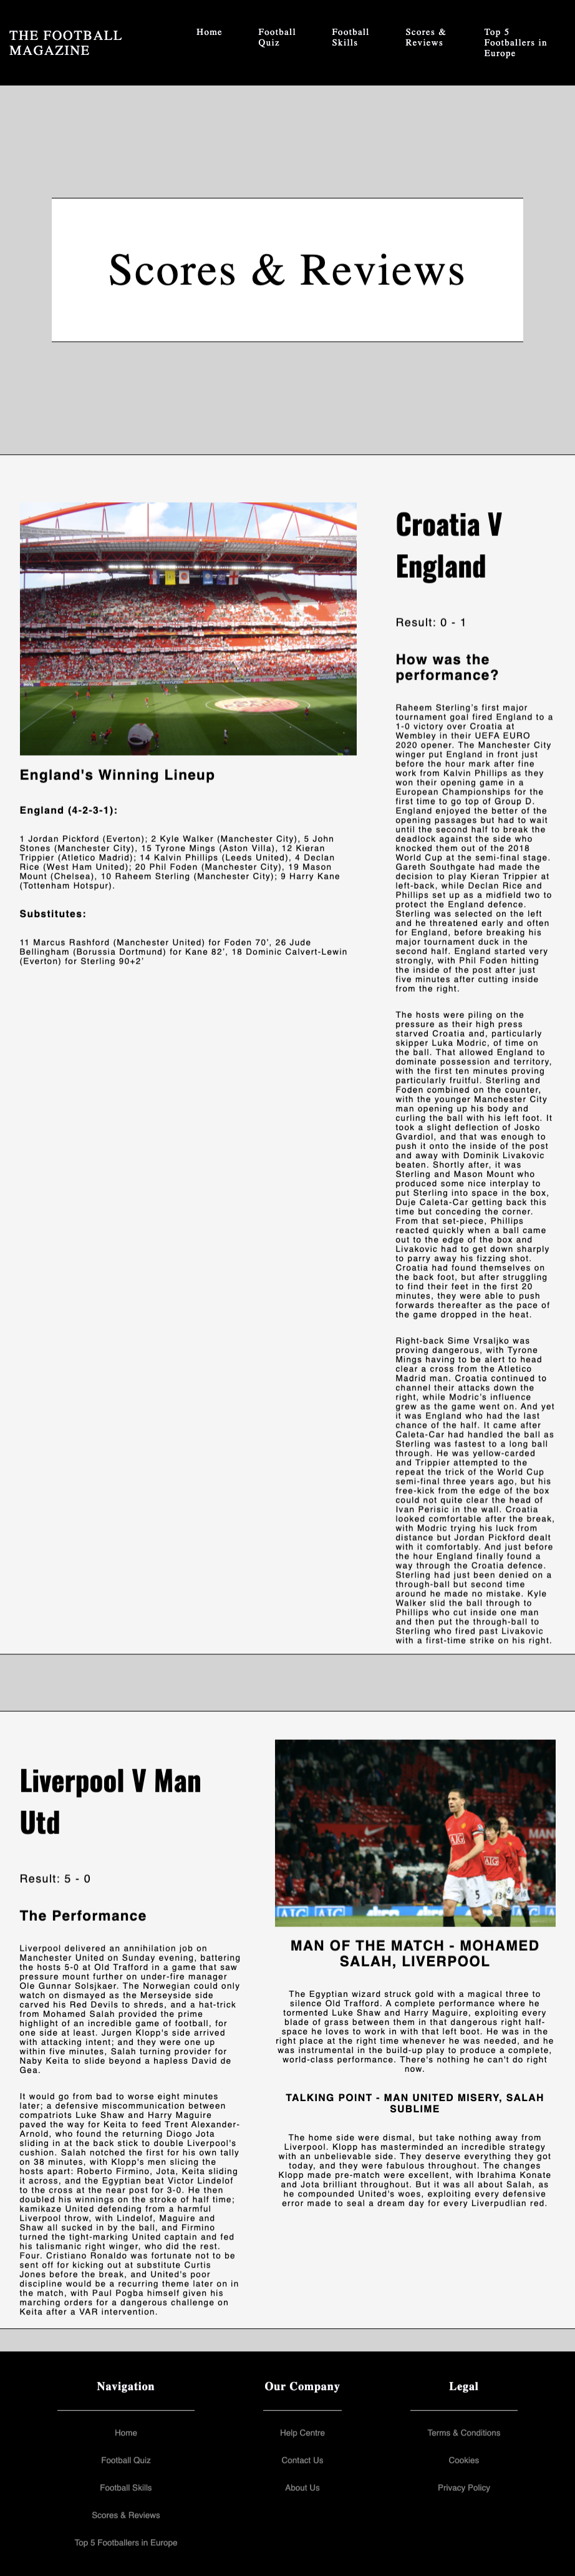 THE FOOTBALL
MAGAZINE
Home
Football
Quiz
Football
Skills
Scores &
Reviews
Top 5
Footballers in
Europe
Scores & Reviews
England's Winning Lineup
England (4-2-3-1):
1 Jordan Pickford (Everton); 2 Kyle Walker (Manchester City), 5 John
Stones (Manchester City), 15 Tyrone Mings (Aston Villa), 12 Kieran
Trippier (Atletico Madrid); 14 Kalvin Phillips (Leeds United), 4 Declan
Rice (West Ham United); 20 Phil Foden (Manchester City), 19 Mason
Mount (Chelsea), 10 Raheem Sterling (Manchester City); 9 Harry Kane
(Tottenham Hotspur).
Substitutes:
11 Marcus Rashford (Manchester United) for Foden 70’, 26 Jude
Bellingham (Borussia Dortmund) for Kane 82’, 18 Dominic Calvert-Lewin
(Everton) for Sterling 90+2’
Croatia V
England
Result: 0 - 1
How was the
performance?
Raheem Sterling’s first major
tournament goal fired England to a
1-0 victory over Croatia at
Wembley in their UEFA EURO
2020 opener. The Manchester City
winger put England in front just
before the hour mark after fine
work from Kalvin Phillips as they
won their opening game in a
European Championships for the
first time to go top of Group D.
England enjoyed the better of the
opening passages but had to wait
until the second half to break the
deadlock against the side who
knocked them out of the 2018
World Cup at the semi-final stage.
Gareth Southgate had made the
decision to play Kieran Trippier at
left-back, while Declan Rice and
Phillips set up as a midfield two to
protect the England defence.
Sterling was selected on the left
and he threatened early and often
for England, before breaking his
major tournament duck in the
second half. England started very
strongly, with Phil Foden hitting
the inside of the post after just
five minutes after cutting inside
from the right.
The hosts were piling on the
pressure as their high press
starved Croatia and, particularly
skipper Luka Modric, of time on
the ball. That allowed England to
dominate possession and territory,
with the first ten minutes proving
particularly fruitful. Sterling and
Foden combined on the counter,
with the younger Manchester City
man opening up his body and
curling the ball with his left foot. It
took a slight deflection of Josko
Gvardiol, and that was enough to
push it onto the inside of the post
and away with Dominik Livakovic
beaten. Shortly after, it was
Sterling and Mason Mount who
produced some nice interplay to
put Sterling into space in the box,
Duje Caleta-Car getting back this
time but conceding the corner.
From that set-piece, Phillips
reacted quickly when a ball came
out to the edge of the box and
Livakovic had to get down sharply
to parry away his fizzing shot.
Croatia had found themselves on
the back foot, but after struggling
to find their feet in the first 20
minutes, they were able to push
forwards thereafter as the pace of
the game dropped in the heat.
Right-back Sime Vrsaljko was
proving dangerous, with Tyrone
Mings having to be alert to head
clear a cross from the Atletico
Madrid man. Croatia continued to
channel their attacks down the
right, while Modric’s influence
grew as the game went on. And yet
it was England who had the last
chance of the half. It came after
Caleta-Car had handled the ball as
Sterling was fastest to a long ball
through. He was yellow-carded
and Trippier attempted to the
repeat the trick of the World Cup
semi-final three years ago, but his
free-kick from the edge of the box
could not quite clear the head of
Ivan Perisic in the wall. Croatia
looked comfortable after the break,
with Modric trying his luck from
distance but Jordan Pickford dealt
with it comfortably. And just before
the hour England finally found a
way through the Croatia defence.
Sterling had just been denied on a
through-ball but second time
around he made no mistake. Kyle
Walker slid the ball through to
Phillips who cut inside one man
and then put the through-ball to
Sterling who fired past Livakovic
with a first-time strike on his right.
Liverpool V Man
Utd
Result: 5 - 0
The Performance
Liverpool delivered an annihilation job on
Manchester United on Sunday evening, battering
the hosts 5-0 at Old Trafford in a game that saw
pressure mount further on under-fire manager
Ole Gunnar Solsjkaer. The Norwegian could only
watch on dismayed as the Merseyside side
carved his Red Devils to shreds, and a hat-trick
from Mohamed Salah provided the prime
highlight of an incredible game of football, for
one side at least. Jurgen Klopp's side arrived
with attacking intent; and they were one up
within five minutes, Salah turning provider for
Naby Keita to slide beyond a hapless David de
Gea.
It would go from bad to worse eight minutes
later; a defensive miscommunication between
compatriots Luke Shaw and Harry Maguire
paved the way for Keita to feed Trent Alexander-
Arnold, who found the returning Diogo Jota
sliding in at the back stick to double Liverpool's
cushion. Salah notched the first for his own tally
on 38 minutes, with Klopp's men slicing the
hosts apart: Roberto Firmino, Jota, Keita sliding
it across, and the Egyptian beat Victor Lindelof
to the cross at the near post for 3-0. He then
doubled his winnings on the stroke of half time;
kamikaze United defending from a harmful
Liverpool throw, with Lindelof, Maguire and
Shaw all sucked in by the ball, and Firmino
turned the tight-marking United captain and fed
his talismanic right winger, who did the rest.
Four. Cristiano Ronaldo was fortunate not to be
sent off for kicking out at substitute Curtis
Jones before the break, and United's poor
discipline would be a recurring theme later on in
the match, with Paul Pogba himself given his
marching orders for a dangerous challenge on
Keita after a VAR intervention.
AIG
AIG
5
MAN
AIG
AIG
MAN OF THE MATCH - MOHAMED
SALAH, LIVERPOOL
The Egyptian wizard struck gold with a magical three to
silence Old Trafford. A complete performance where he
tormented Luke Shaw and Harry Maguire, exploiting every
blade of grass between them in that dangerous right half-
space he loves to work in with that left boot. He was in the
right place at the right time whenever he was needed, and he
was instrumental in the build-up play to produce a complete,
world-class performance. There's nothing he can't do right
now.
TALKING POINT - MAN UNITED MISERY, SALAH
SUBLIME
The home side were dismal, but take nothing away from
Liverpool. Klopp has masterminded an incredible strategy
with an unbelievable side. They deserve everything they got
today, and they were fabulous throughout. The changes
Klopp made pre-match were excellent, with Ibrahima Konate
and Jota brilliant throughout. But it was all about Salah, as
he compounded United's woes, exploiting every defensive
error made to seal a dream day for every Liverpudlian red.
Navigation
Home
Football Quiz
Football Skills
Scores & Reviews
Top 5 Footballers in Europe
Our Company
Help Centre
Contact Us
About Us
Legal
Terms & Conditions
Cookies
Privacy Policy